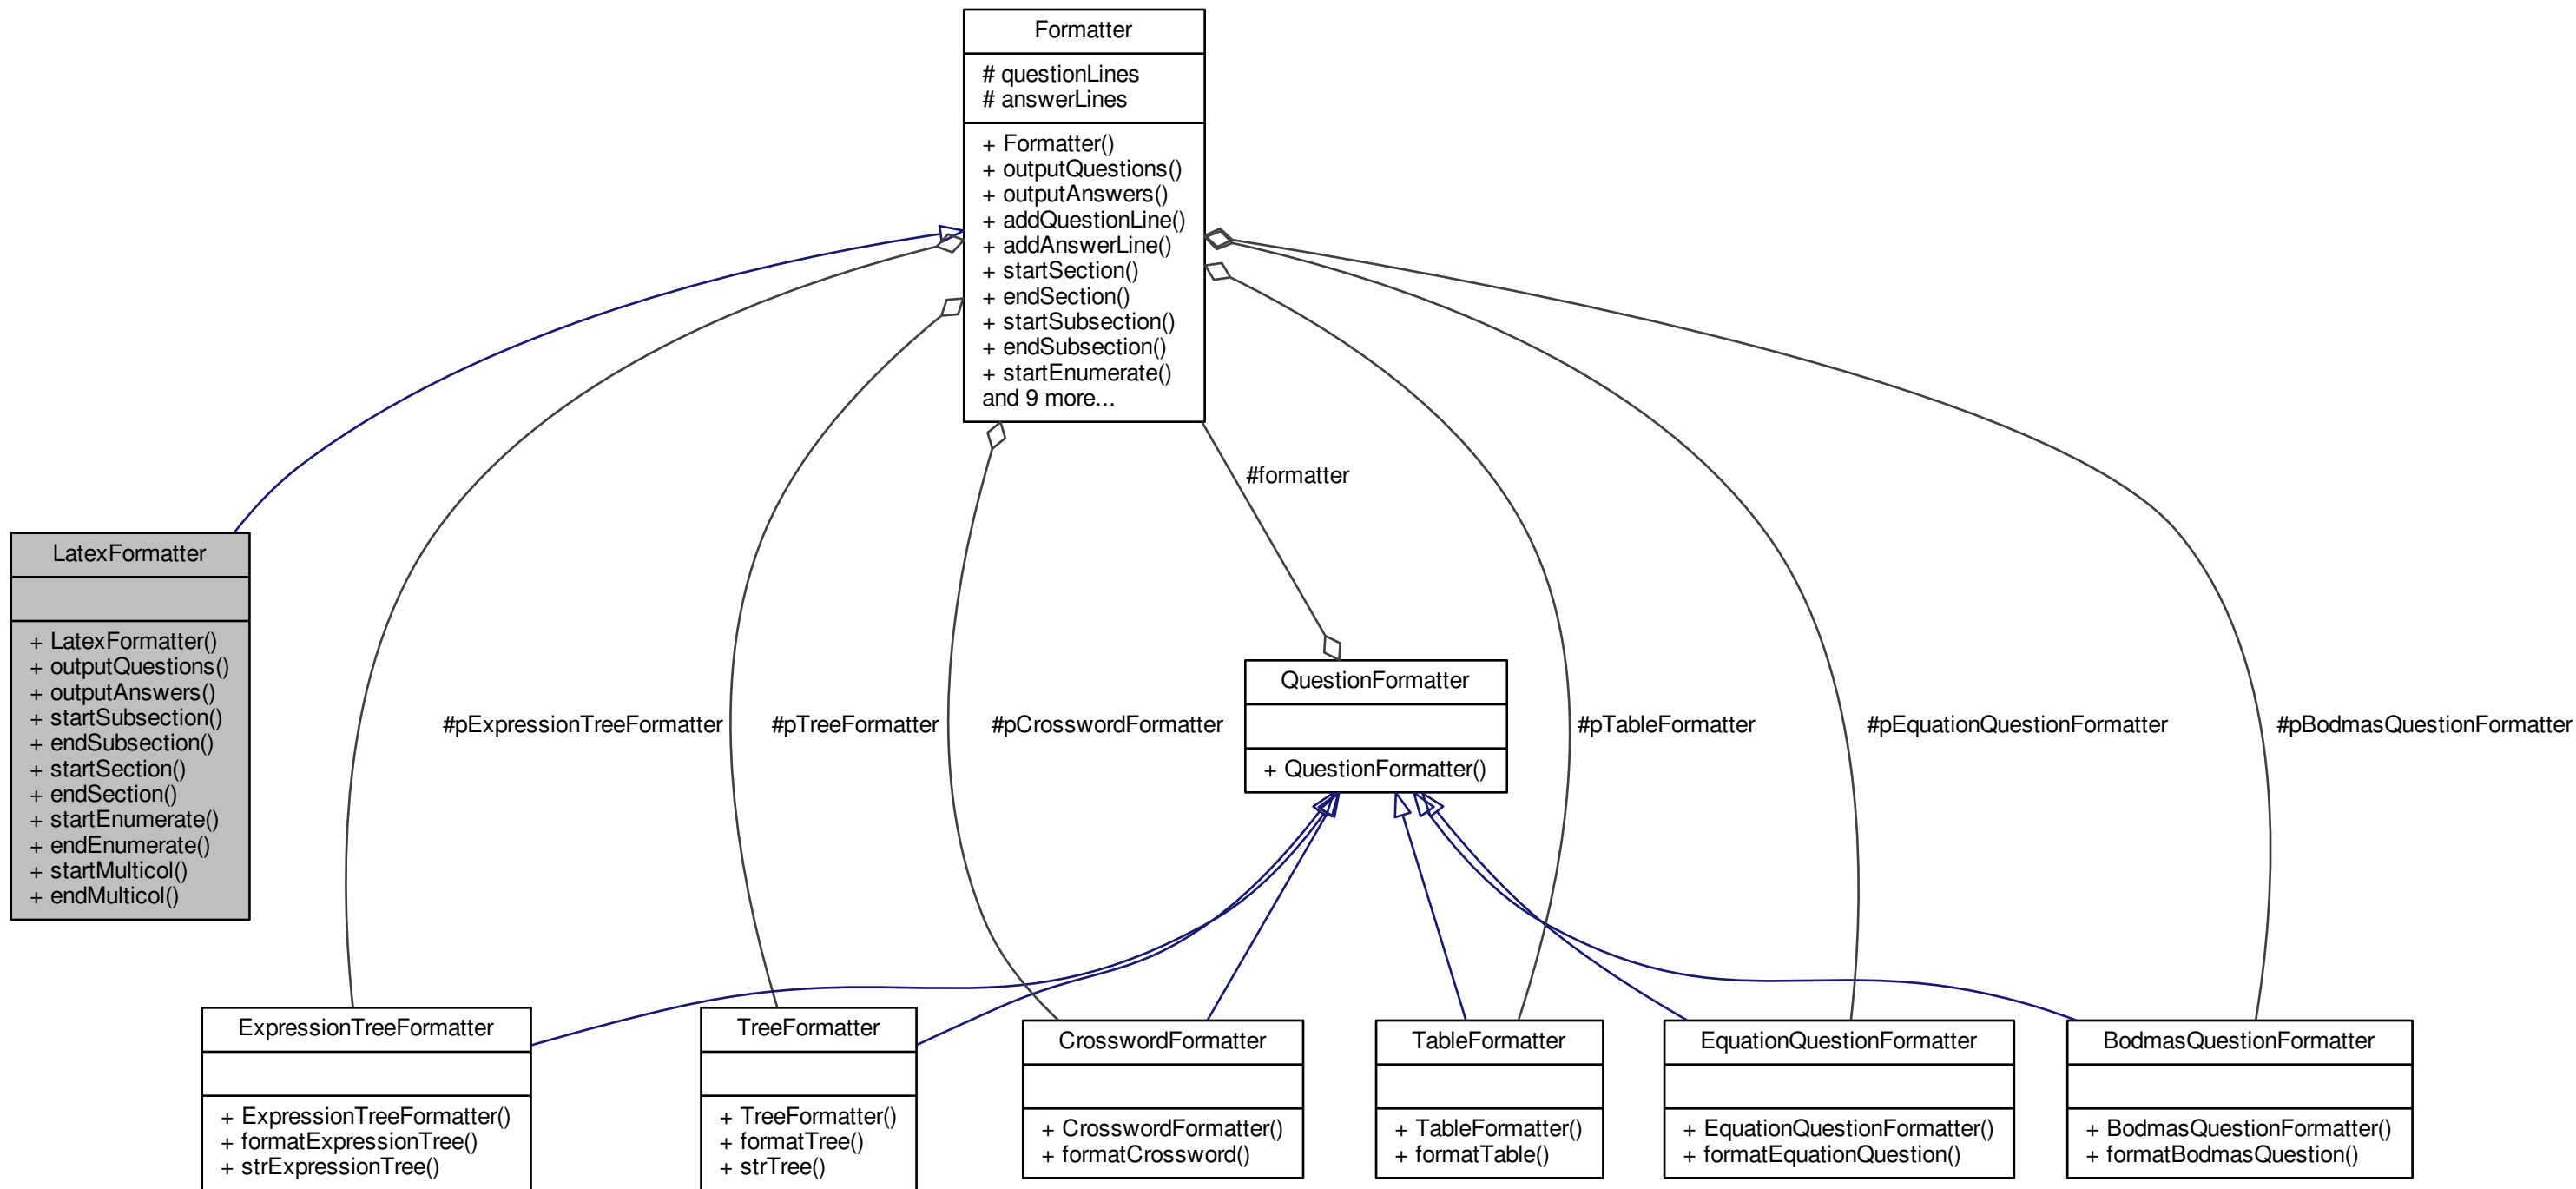 Formatter
# questionLines
# answerLines
+ Formatter()
+ outputQuestions()
+ outputAnswers()
+ addQuestionLine()
+ addAnswerLine()
+ startSection()
+ endSection()
+ startSubsection()
+ endSubsection()
+ startEnumerate()
and 9 more...
#formatter
LatexFormatter
+ LatexFormatter()
+ outputQuestions()
+ outputAnswers()
+ startSubsection()
+ endSubsection()
+ startSection()
+ endSection()
+ startEnumerate()
+ endEnumerate()
+ startMulticol()
+ endMulticol()
#pExpressionTreeFormatter
#pTreeFormatter
#pCrosswordFormatter
QuestionFormatter
+ QuestionFormatter()
#pTableFormatter
#pEquationQuestionFormatter
#pBodmasQuestionFormatter
ExpressionTreeFormatter
+ ExpressionTreeFormatter()
+ formatExpressionTree()
+ strExpressionTree()
TreeFormatter
+ TreeFormatter()
+ formatTree()
+ strTree()
CrosswordFormatter
+ CrosswordFormatter()
+ formatCrossword()
TableFormatter
+ TableFormatter()
+ formatTable()
EquationQuestionFormatter
+ EquationQuestionFormatter()
+ formatEquationQuestion()
BodmasQuestionFormatter
+ BodmasQuestionFormatter()
+ formatBodmasQuestion()